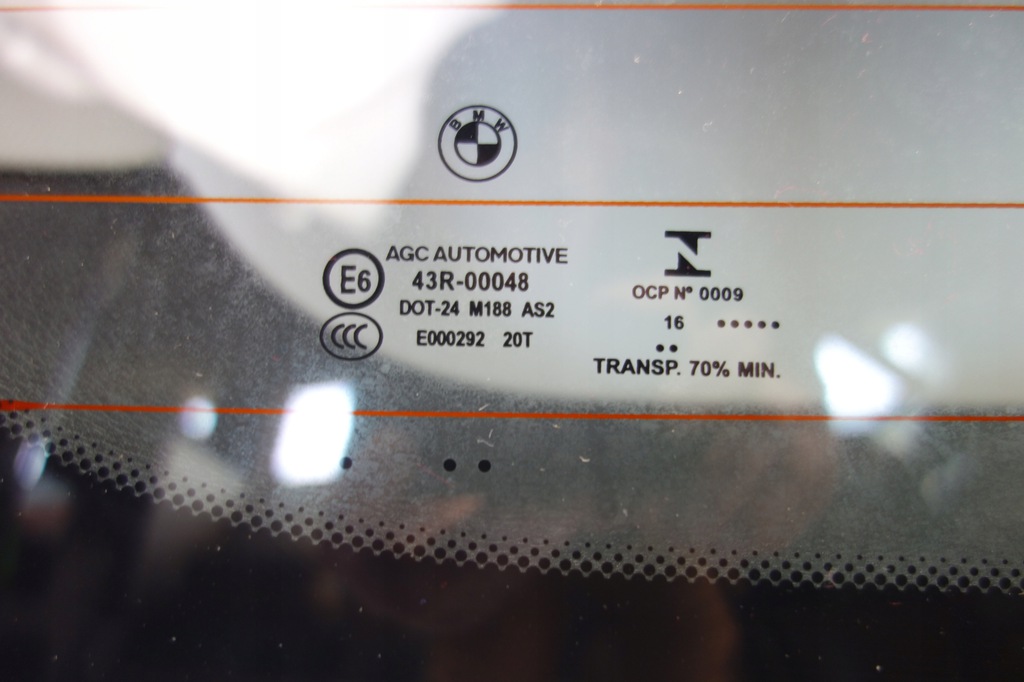 BMW
E6
AGC AUTOMOTIVE
43R-00048
DOT-24 M188 AS2
CCC
E000292 20T
N
OCP Nº 0009
16 •••••
••
TRANSP. 70% MIN.